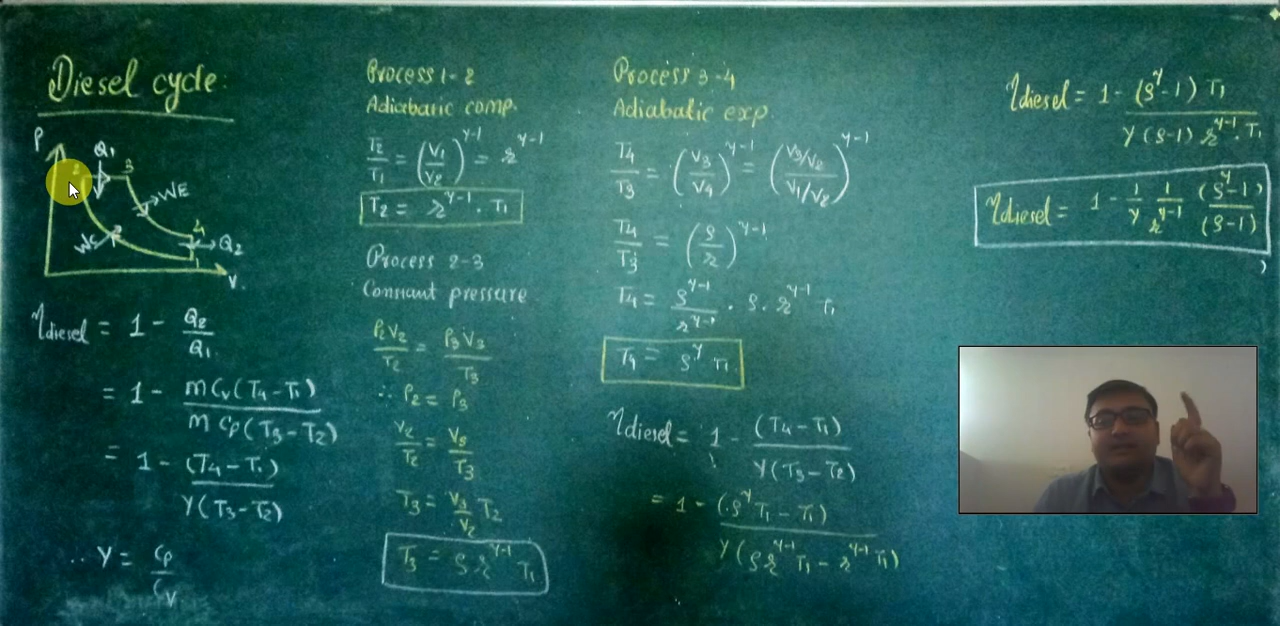 Diesel cycle:
P
Q1
2
3
WE
WC
4
Q2
1
V
ηdiesel = 1 - Q2/Q1
= 1 - mCv(T4-T1)/mCp(T3-T2)
= 1 - (T4-T1)/γ(T3-T2)
∴ γ = Cp/Cv
Process 1-2
Adiabatic comp.
T2/T1 = (V1/V2)^γ-1 = r^γ-1
T2 = r^γ-1 · T1
Process 2-3
Constant pressure
P2V2/T2 = P3V3/T3
∴ P2 = P3
V2/T2 = V3/T3
T3 = V3/V2 T2
T3 = ρ r^γ-1 T1
Process 3-4
Adiabatic exp.
T4/T3 = (V3/V4)^γ-1 = (V3/V2 / V1/V2)^γ-1
T4/T3 = (ρ/r)^γ-1
T4 = ρ^γ-1/r^γ-1 · ρ · r^γ-1 T1
T4 = ρ^γ T1
ηdiesel = 1 - (T4-T1)/γ(T3-T2)
= 1 - (ρ^γ T1 - T1)/γ(ρ r^γ-1 T1 - r^γ-1 T1)
ηdiesel = 1 - (ρ^γ-1) T1/γ(ρ-1) r^γ-1 · T1
ηdiesel = 1 - 1/γ 1/r^γ-1 (ρ^γ-1)/(ρ-1)